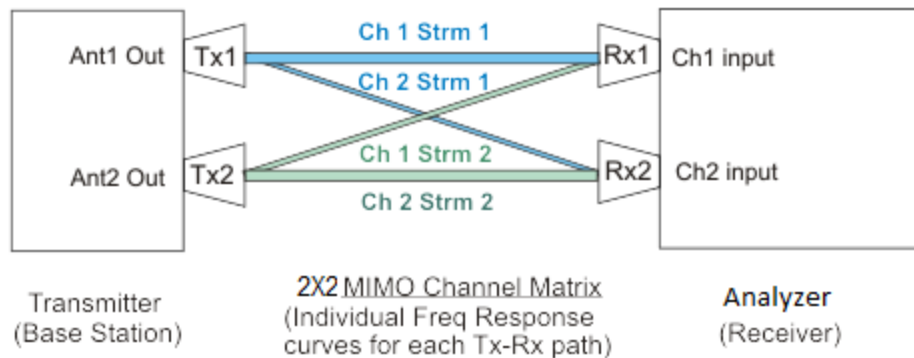 Ch 1 Strm 1
Ant1 Out Tx1 Rx1 Ch1 input
Ch 2 Strm 1
Ch 1 Strm 2
Ant2 Out Tx2 Rx2 Ch2 input
Ch 2 Strm 2
Transmitter
(Base Station)
2X2 MIMO Channel Matrix
(Individual Freq Response
curves for each Tx-Rx path)
Analyzer
(Receiver)